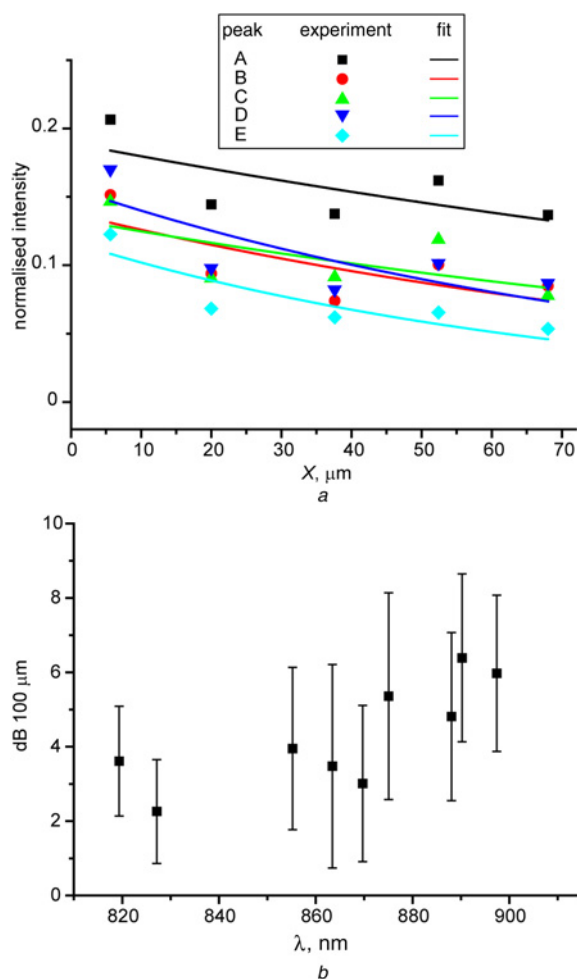 peak experiment fit
A
B
C
D
E
normalised intensity
0.2
0.1
0
0 10 20 30 40 50 60 70
X, μm
a
dB 100 μm
10
8
6
4
2
0
820 840 860 880 900
λ, nm
b